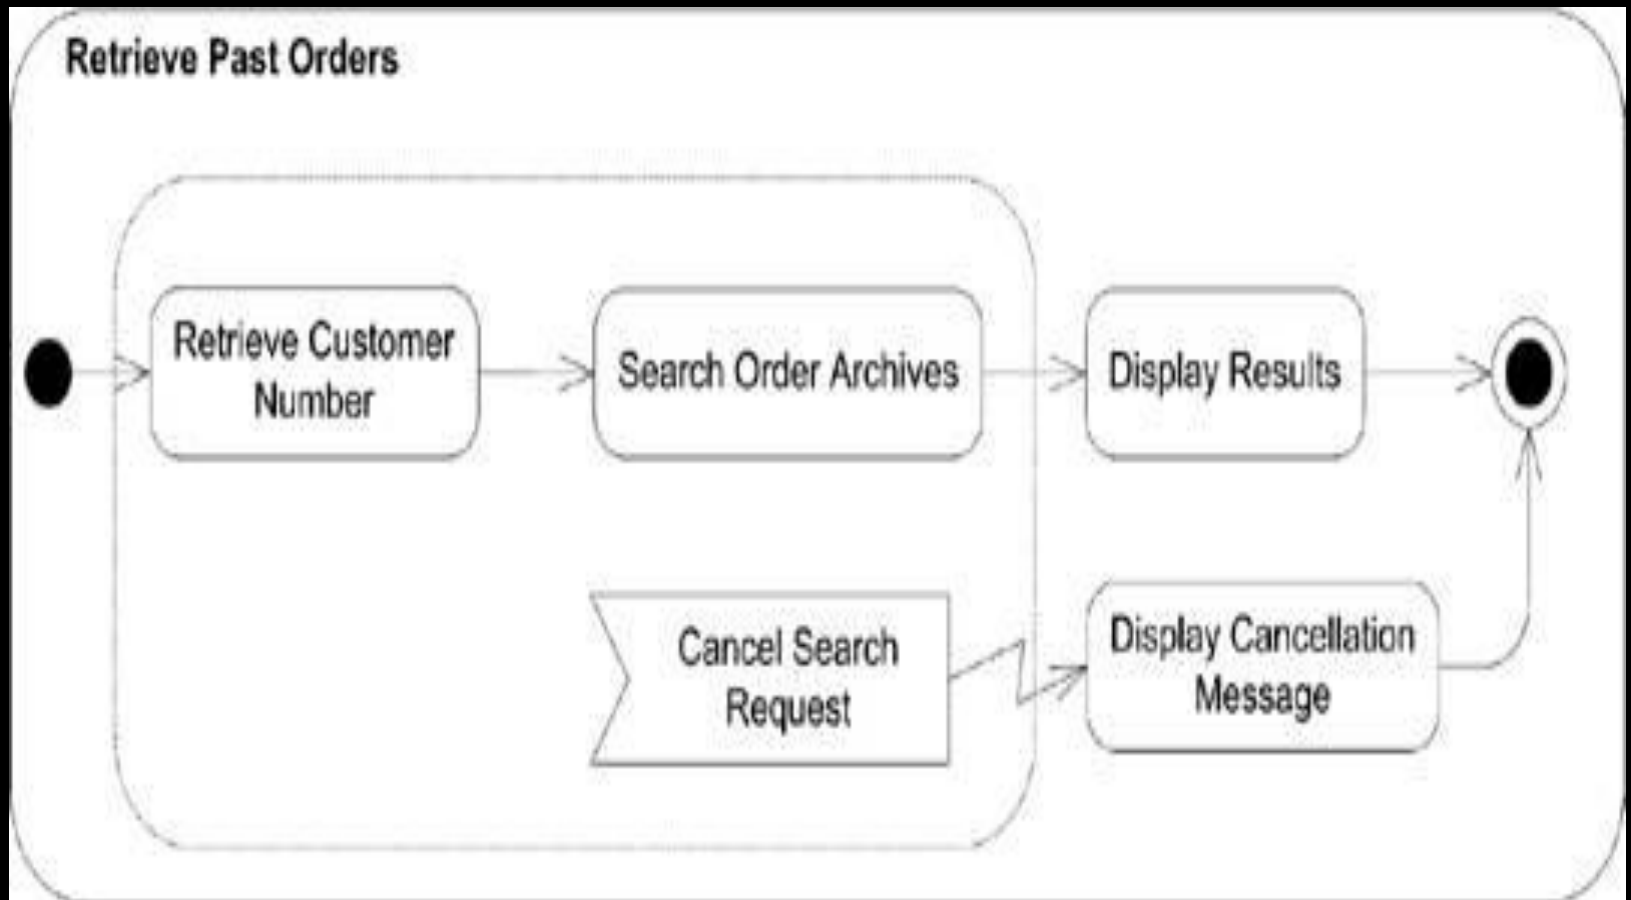 Retrieve Past Orders
Retrieve Customer
Number
Search Order Archives
Display Results
Cancel Search
Request
Display Cancellation
Message